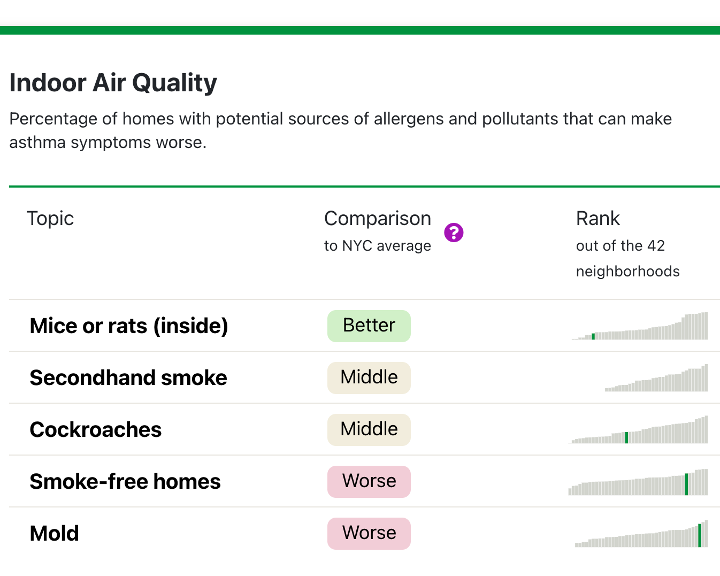 Indoor Air Quality
Percentage of homes with potential sources of allergens and pollutants that can make
asthma symptoms worse.
Topic
Comparison
to NYC average
?
Rank
out of the 42
neighborhoods
Mice or rats (inside)
Better
Secondhand smoke
Middle
Cockroaches
Middle
Smoke-free homes
Worse
Mold
Worse